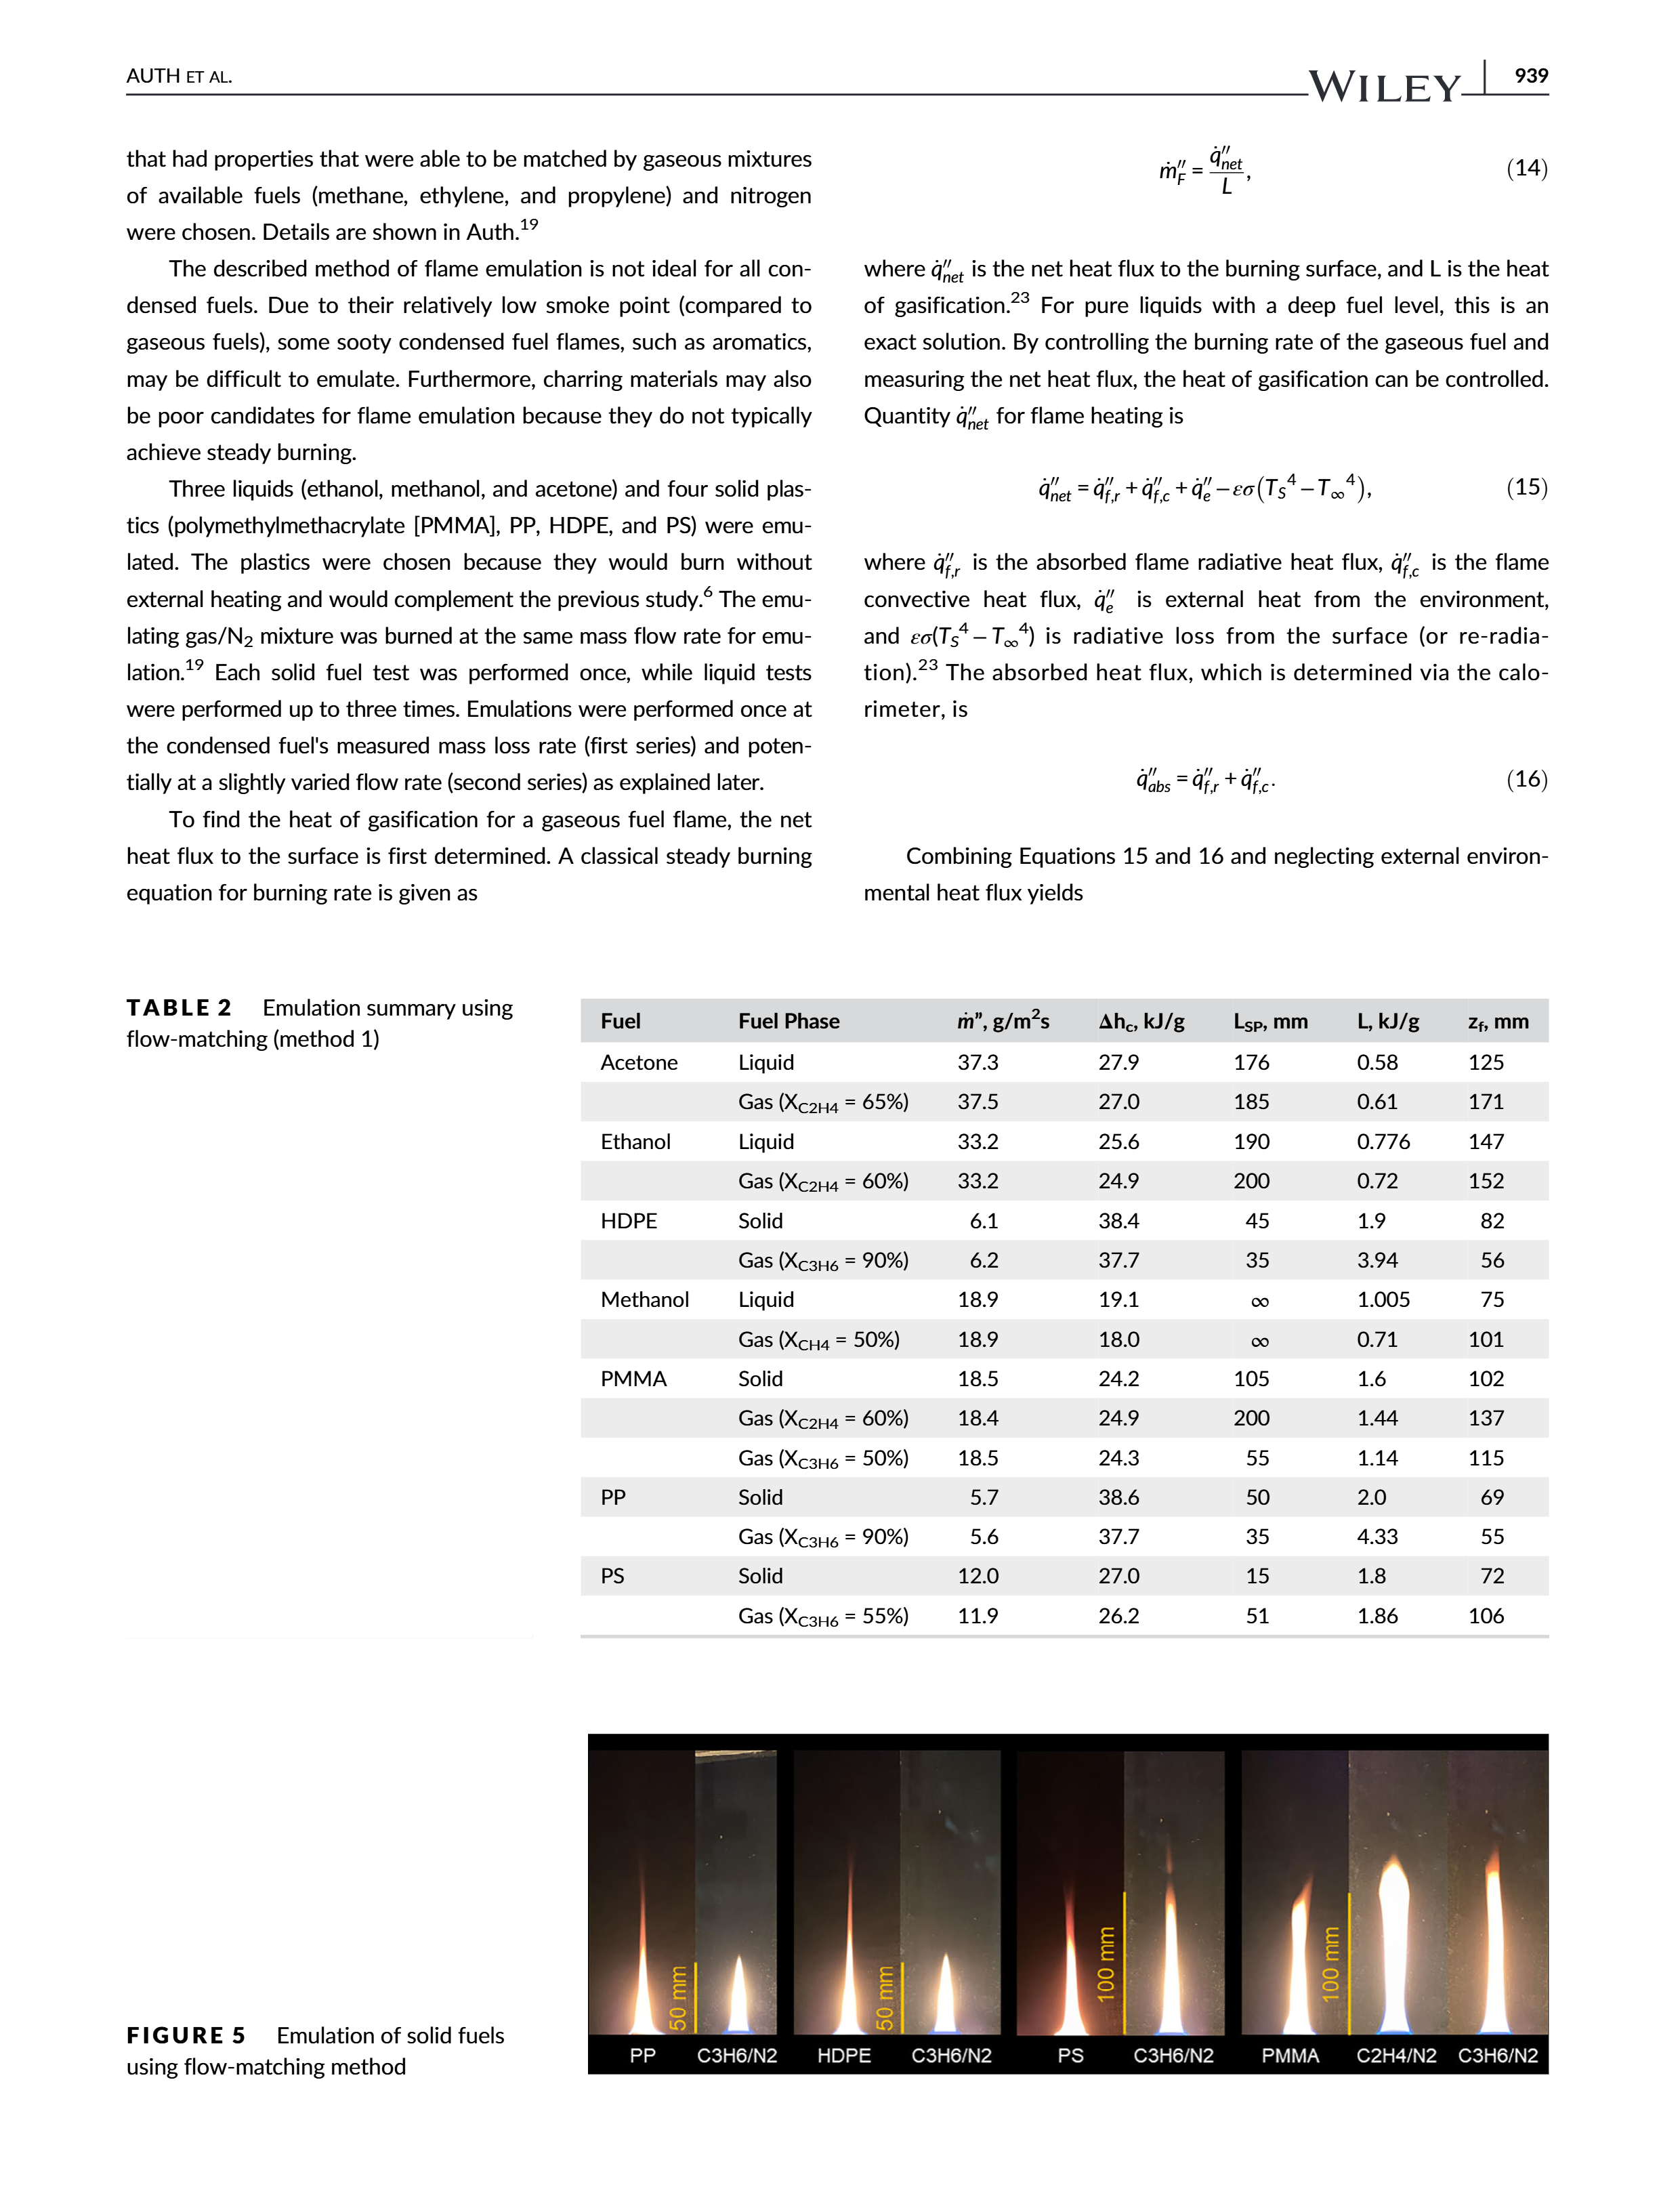 AUTH ET AL.
WILEY
939
that had properties that were able to be matched by gaseous mixtures
of available fuels (methane, ethylene, and propylene) and nitrogen
were chosen. Details are shown in Auth.19
The described method of flame emulation is not ideal for all con-
densed fuels. Due to their relatively low smoke point (compared to
gaseous fuels), some sooty condensed fuel flames, such as aromatics,
may be difficult to emulate. Furthermore, charring materials may also
be poor candidates for flame emulation because they do not typically
achieve steady burning.
Three liquids (ethanol, methanol, and acetone) and four solid plas-
tics (polymethylmethacrylate [PMMA], PP, HDPE, and PS) were emu-
lated. The plastics were chosen because they would burn without
external heating and would complement the previous study.6 The emu-
lating gas/N2 mixture was burned at the same mass flow rate for emu-
lation.19 Each solid fuel test was performed once, while liquid tests
were performed up to three times. Emulations were performed once at
the condensed fuel's measured mass loss rate (first series) and poten-
tially at a slightly varied flow rate (second series) as explained later.
To find the heat of gasification for a gaseous fuel flame, the net
heat flux to the surface is first determined. A classical steady burning
equation for burning rate is given as
ṁ″F = q̇″net / L, (14)
where q̇″net is the net heat flux to the burning surface, and L is the heat
of gasification.23 For pure liquids with a deep fuel level, this is an
exact solution. By controlling the burning rate of the gaseous fuel and
measuring the net heat flux, the heat of gasification can be controlled.
Quantity q̇″net for flame heating is
q̇″net = q̇″f,r + q̇″f,c + q̇″e − εσ(TS4 − T∞4), (15)
where q̇″f,r is the absorbed flame radiative heat flux, q̇″f,c is the flame
convective heat flux, q̇″e is external heat from the environment,
and εσ(TS4 − T∞4) is radiative loss from the surface (or re-radia-
tion).23 The absorbed heat flux, which is determined via the calo-
rimeter, is
q̇″abs = q̇″f,r + q̇″f,c. (16)
Combining Equations 15 and 16 and neglecting external environ-
mental heat flux yields
TABLE 2 Emulation summary using
flow-matching (method 1)
Fuel Fuel Phase ṁ", g/m2s Δhc, kJ/g LSP, mm L, kJ/g zf, mm
Acetone Liquid 37.3 27.9 176 0.58 125
Gas (XC2H4 = 65%) 37.5 27.0 185 0.61 171
Ethanol Liquid 33.2 25.6 190 0.776 147
Gas (XC2H4 = 60%) 33.2 24.9 200 0.72 152
HDPE Solid 6.1 38.4 45 1.9 82
Gas (XC3H6 = 90%) 6.2 37.7 35 3.94 56
Methanol Liquid 18.9 19.1 ∞ 1.005 75
Gas (XCH4 = 50%) 18.9 18.0 ∞ 0.71 101
PMMA Solid 18.5 24.2 105 1.6 102
Gas (XC2H4 = 60%) 18.4 24.9 200 1.44 137
Gas (XC3H6 = 50%) 18.5 24.3 55 1.14 115
PP Solid 5.7 38.6 50 2.0 69
Gas (XC3H6 = 90%) 5.6 37.7 35 4.33 55
PS Solid 12.0 27.0 15 1.8 72
Gas (XC3H6 = 55%) 11.9 26.2 51 1.86 106
50 mm
50 mm
100 mm
100 mm
PP C3H6/N2 HDPE C3H6/N2 PS C3H6/N2 PMMA C2H4/N2 C3H6/N2
FIGURE 5 Emulation of solid fuels
using flow-matching method